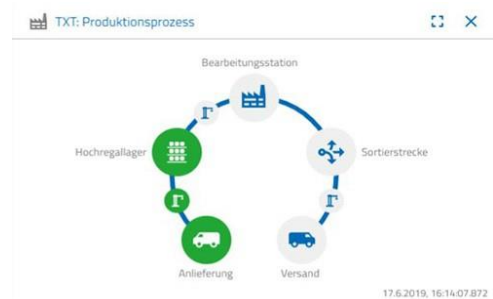 TXT: Produktionsprozess
Bearbeitungsstation
Hochregallager
Sortierstrecke
Anlieferung
Versand
17.6.2019, 16:14:07.872